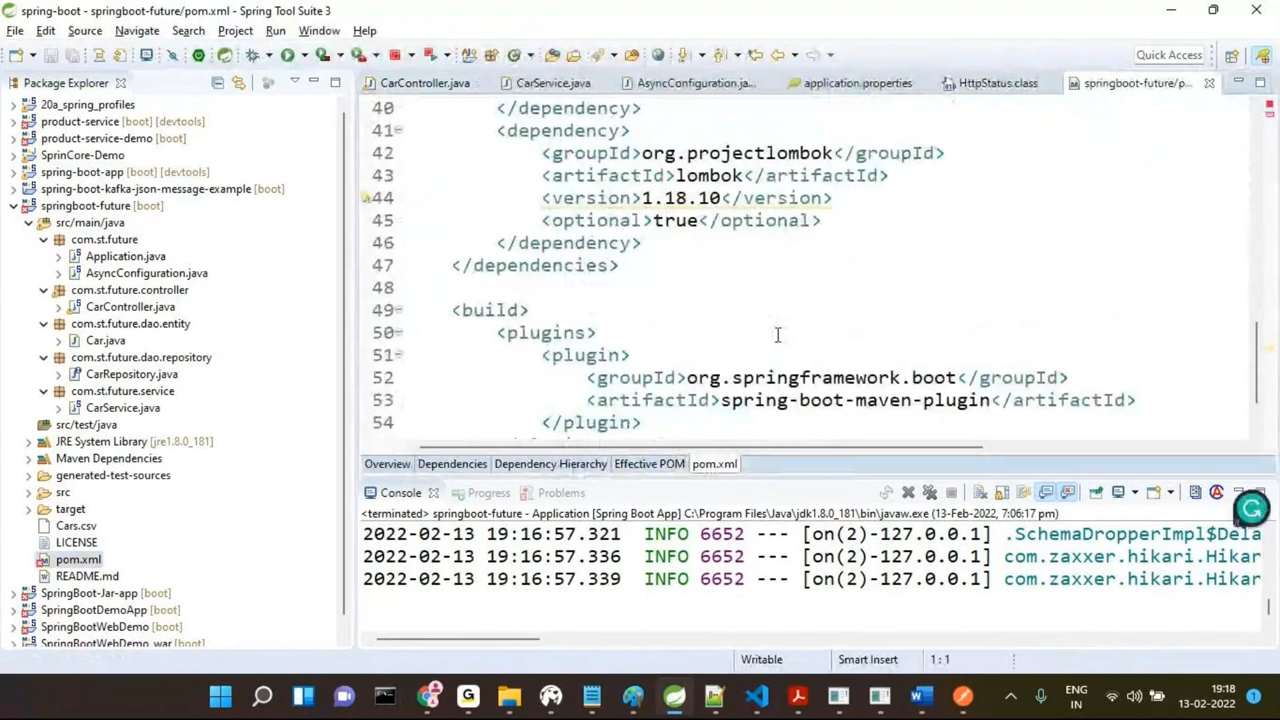 spring-boot - springboot-future/pom.xml - Spring Tool Suite 3
File Edit Source Navigate Search Project Run Window Help
Quick Access
Package Explorer
20a_spring_profiles
product-service [boot] [devtools]
product-service-demo [boot]
SprinCore-Demo
spring-boot-app [boot] [devtools]
spring-boot-kafka-json-message-example [boot]
springboot-future [boot]
src/main/java
com.st.future
Application.java
AsyncConfiguration.java
com.st.future.controller
CarController.java
com.st.future.dao.entity
Car.java
com.st.future.dao.repository
CarRepository.java
com.st.future.service
CarService.java
src/test/java
JRE System Library [jre1.8.0_181]
Maven Dependencies
generated-test-sources
src
target
Cars.csv
LICENSE
pom.xml
README.md
SpringBoot-Jar-app [boot]
SpringBootDemoApp [boot]
SpringBootWebDemo [boot]
SpringBootWebDemo_war [boot]
CarController.java CarService.java AsyncConfiguration.ja... application.properties HttpStatus.class springboot-future/p...
40 </dependency>
41 <dependency>
42 <groupId>org.projectlombok</groupId>
43 <artifactId>lombok</artifactId>
44 <version>1.18.10</version>
45 <optional>true</optional>
46 </dependency>
47 </dependencies>
48
49 <build>
50 <plugins>
51 <plugin>
52 <groupId>org.springframework.boot</groupId>
53 <artifactId>spring-boot-maven-plugin</artifactId>
54 </plugin>
Overview Dependencies Dependency Hierarchy Effective POM pom.xml
Console Progress Problems
<terminated> springboot-future - Application [Spring Boot App] C:\Program Files\Java\jdk1.8.0_181\bin\javaw.exe (13-Feb-2022, 7:06:17 pm)
2022-02-13 19:16:57.321 INFO 6652 --- [on(2)-127.0.0.1] .SchemaDropperImpl$Dela
2022-02-13 19:16:57.336 INFO 6652 --- [on(2)-127.0.0.1] com.zaxxer.hikari.Hikar
2022-02-13 19:16:57.339 INFO 6652 --- [on(2)-127.0.0.1] com.zaxxer.hikari.Hikar
Writable Smart Insert 1 : 1
ENG
IN
19:18
13-02-2022